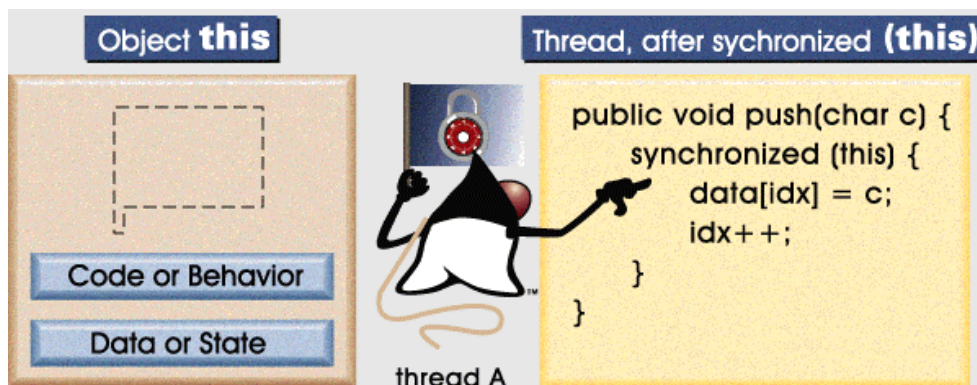 Object this
Thread, after sychronized (this)
Code or Behavior
Data or State
TM
thread A
public void push(char c) {
synchronized (this) {
data[idx] = c;
idx++;
}
}